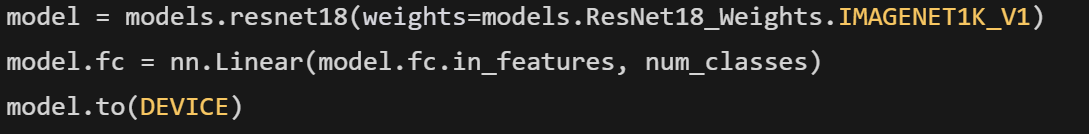 model = models.resnet18(weights=models.ResNet18_Weights.IMAGENET1K_V1)
model.fc = nn.Linear(model.fc.in_features, num_classes)
model.to(DEVICE)